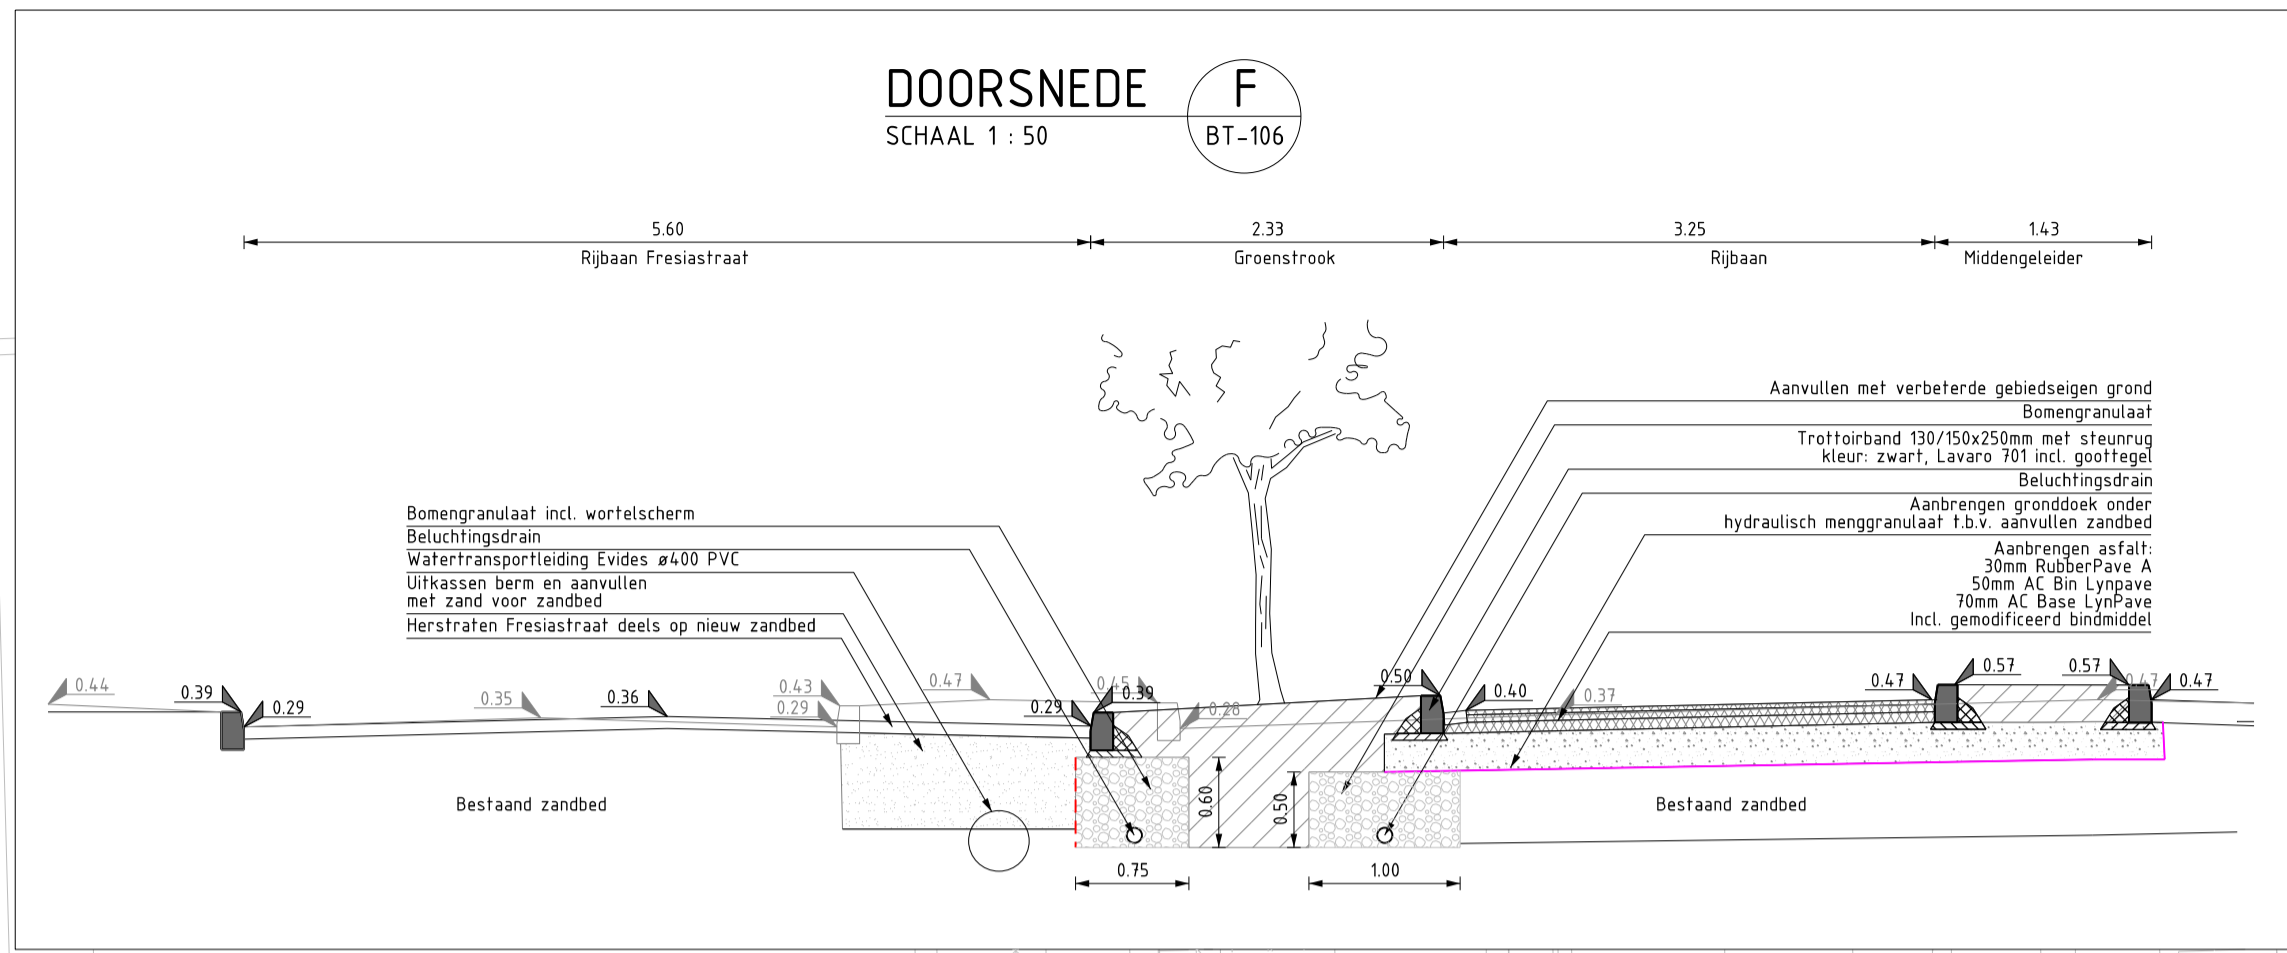 DOORSNEDE
SCHAAL 1 : 50
F
BT-106
5.60
Rijbaan Fresiastraat
2.33
Groenstrook
3.25
Rijbaan
1.43
Middengeleider
Aanvullen met verbeterde gebiedseigen grond
Bomengranulaat
Trottoirband 130/150x250mm met steunrug
kleur: zwart, Lavaro 701 incl. goottegel
Beluchtingsdrain
Aanbrengen gronddoek onder
hydraulisch menggranulaat t.b.v. aanvullen zandbed
Aanbrengen asfalt:
30mm RubberPave A
50mm AC Bin Lynpave
70mm AC Base LynPave
Incl. gemodificeerd bindmiddel
Bomengranulaat incl. wortelscherm
Beluchtingsdrain
Watertransportleiding Evides ø400 PVC
Uitkassen berm en aanvullen
met zand voor zandbed
Herstraten Fresiastraat deels op nieuw zandbed
0.44
0.39
0.29
0.35
0.36
0.43
0.29
0.47
0.29
0.45
0.39
0.28
0.50
0.40
0.37
0.47
0.57
0.57
0.47
0.47
Bestaand zandbed
0.60
0.50
Bestaand zandbed
0.75
1.00